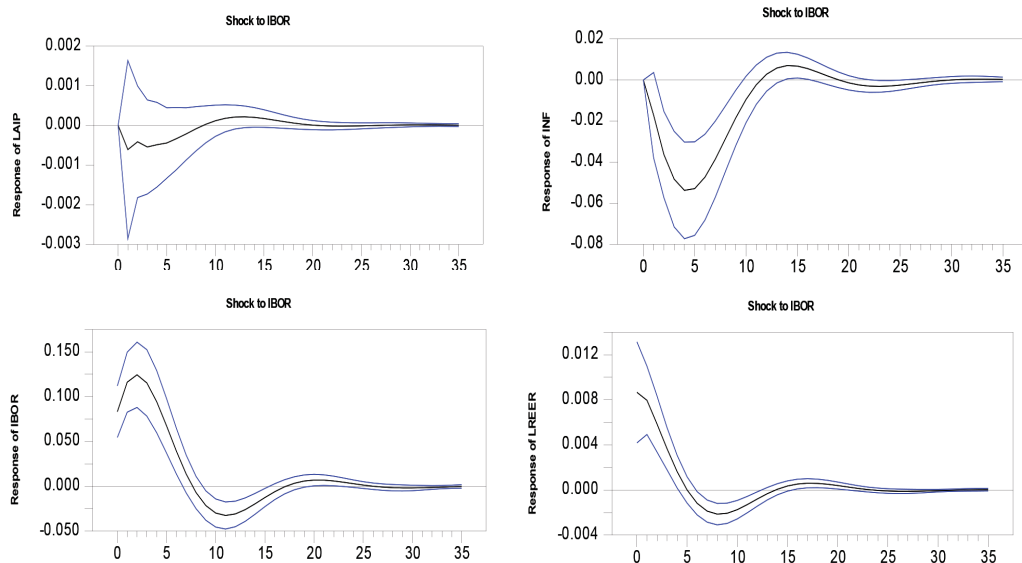 Shock to IBOR
Response of LAIP
0.002
0.001
0.000
-0.001
-0.002
-0.003
0 5 10 15 20 25 30 35
Shock to IBOR
Response of INF
0.02
0.00
-0.02
-0.04
-0.06
-0.08
0 5 10 15 20 25 30 35
Shock to IBOR
Response of IBOR
0.150
0.100
0.050
0.000
-0.050
0 5 10 15 20 25 30 35
Shock to IBOR
Response of LREER
0.012
0.008
0.004
0.000
-0.004
0 5 10 15 20 25 30 35